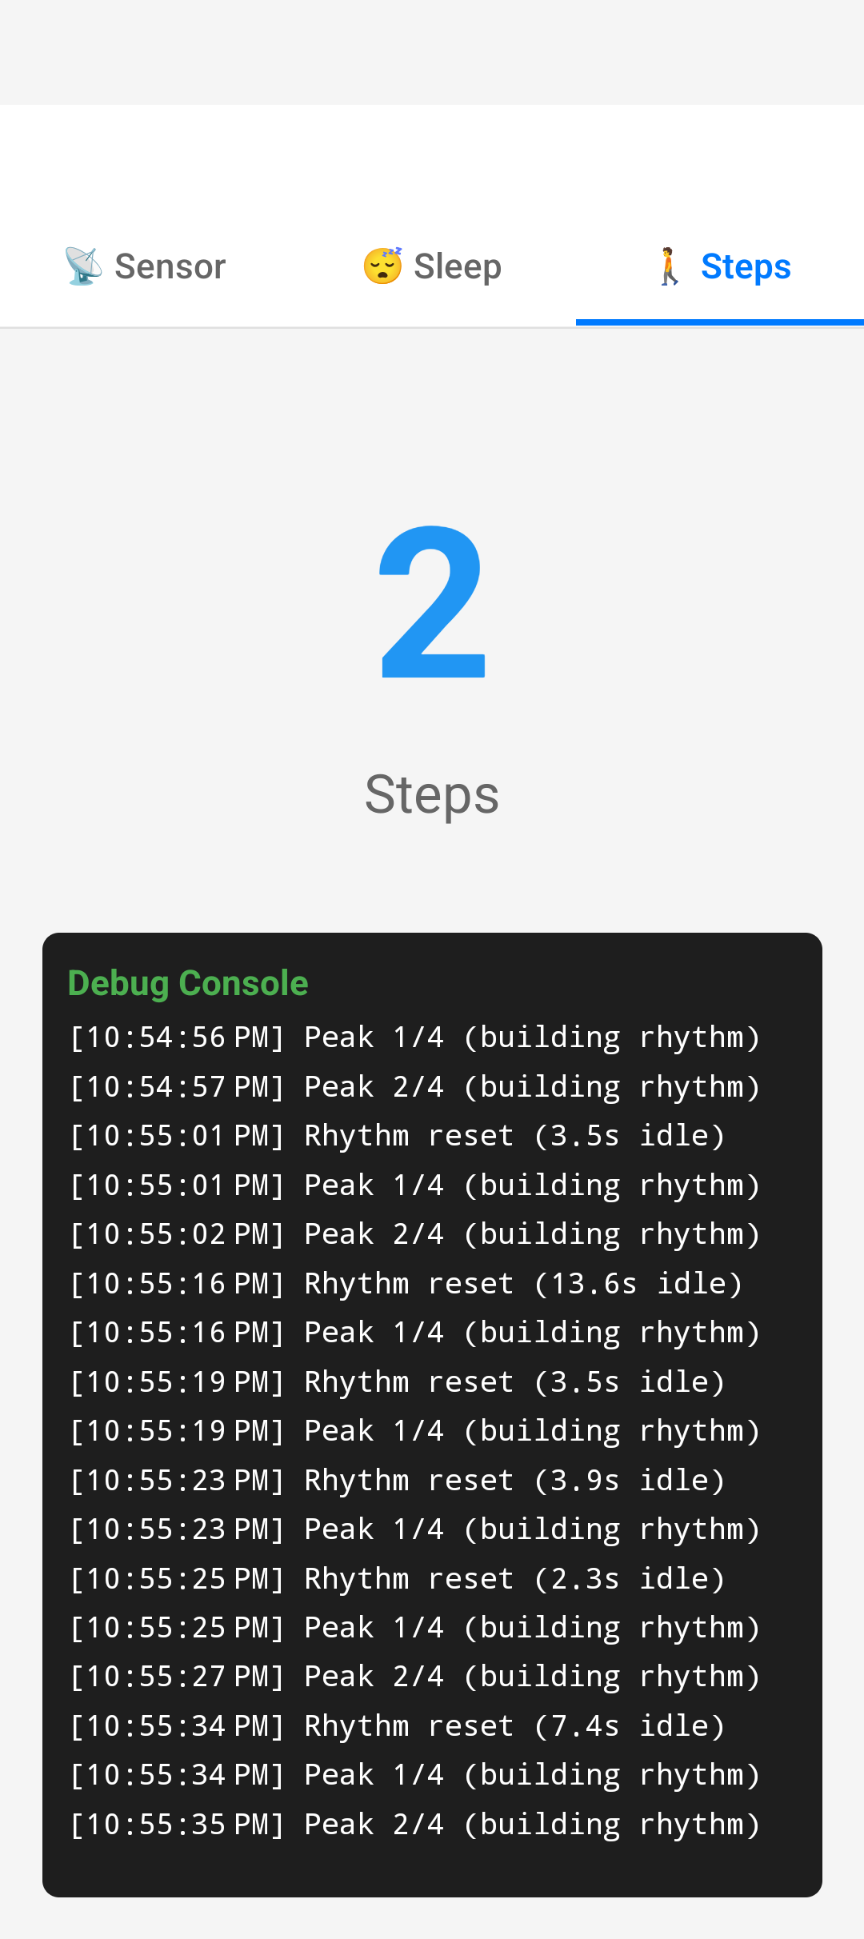 Sensor
Sleep
Steps
2
Steps
Debug Console
[10:54:56 PM] Peak 1/4 (building rhythm)
[10:54:57 PM] Peak 2/4 (building rhythm)
[10:55:01 PM] Rhythm reset (3.5s idle)
[10:55:01 PM] Peak 1/4 (building rhythm)
[10:55:02 PM] Peak 2/4 (building rhythm)
[10:55:16 PM] Rhythm reset (13.6s idle)
[10:55:16 PM] Peak 1/4 (building rhythm)
[10:55:19 PM] Rhythm reset (3.5s idle)
[10:55:19 PM] Peak 1/4 (building rhythm)
[10:55:23 PM] Rhythm reset (3.9s idle)
[10:55:23 PM] Peak 1/4 (building rhythm)
[10:55:25 PM] Rhythm reset (2.3s idle)
[10:55:25 PM] Peak 1/4 (building rhythm)
[10:55:27 PM] Peak 2/4 (building rhythm)
[10:55:34 PM] Rhythm reset (7.4s idle)
[10:55:34 PM] Peak 1/4 (building rhythm)
[10:55:35 PM] Peak 2/4 (building rhythm)